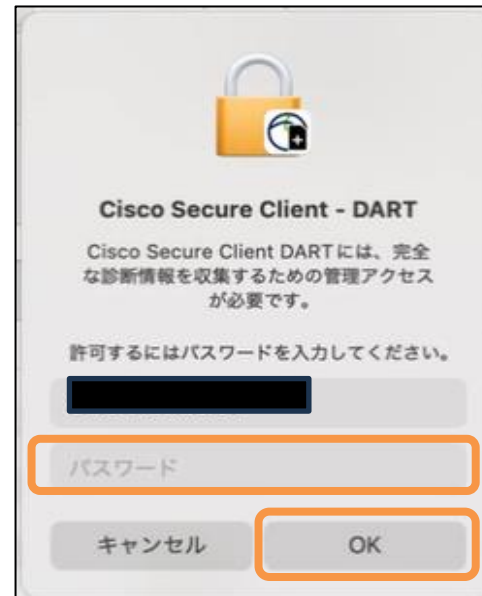 Cisco Secure Client - DART
Cisco Secure Client DARTには、完全
な診断情報を収集するための管理アクセス
が必要です。
許可するにはパスワードを入力してください。
パスワード
キャンセル
OK